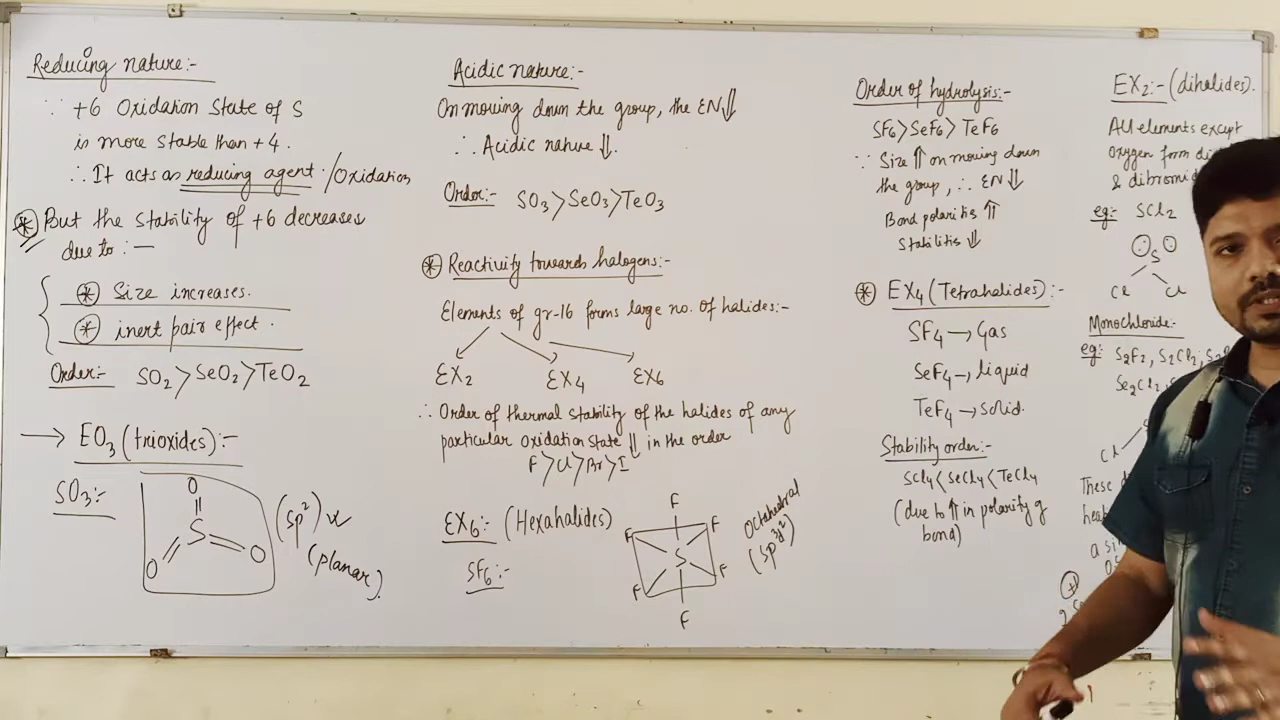 Reducing nature:-
∵ +6 Oxidation State of S
is more stable than +4.
∴ It acts as reducing agent./Oxidation
* But the stability of +6 decreases
due to :-
* Size increases.
* inert pair effect.
Order:- SO2 > SeO2 > TeO2
→ EO3 (trioxides):-
SO3:-
O
S
O O
(sp2)
(planar)
Acidic nature:-
On moving down the group, the EN⇓
∴ Acidic nature ↓.
Order:- SO3 > SeO3 > TeO3
* Reactivity towards halogens:-
Elements of gr-16 forms large no. of halides:-
EX2 EX4 EX6
∴ Order of thermal stability of the halides of any
particular oxidation state ⇓ in the order
F > Cl > Br > I
EX6:- (Hexahalides)
SF6:-
F
F F
S
F F
F
Octahedral
(sp3d2)
Order of hydrolysis:-
SF6 > SeF6 > TeF6
∵ Size ⇑ on moving down
the group, ∴ EN⇓
Bond polarities ⇑
Stabilities ⇓
* EX4 (Tetrahalides):-
SF4 → Gas
SeF4 → liquid
TeF4 → solid.
Stability order:-
SCl4 < SeCl4 < TeCl4
(due to ↑ in polarity of
bond)
EX2:- (dihalides).
All elements except
Oxygen from
&
eg:- SCl2
S
Cl Cl
Monochloride:-
eg: S2F2, S2Cl2,
Se2Cl2,
Cl
These
a